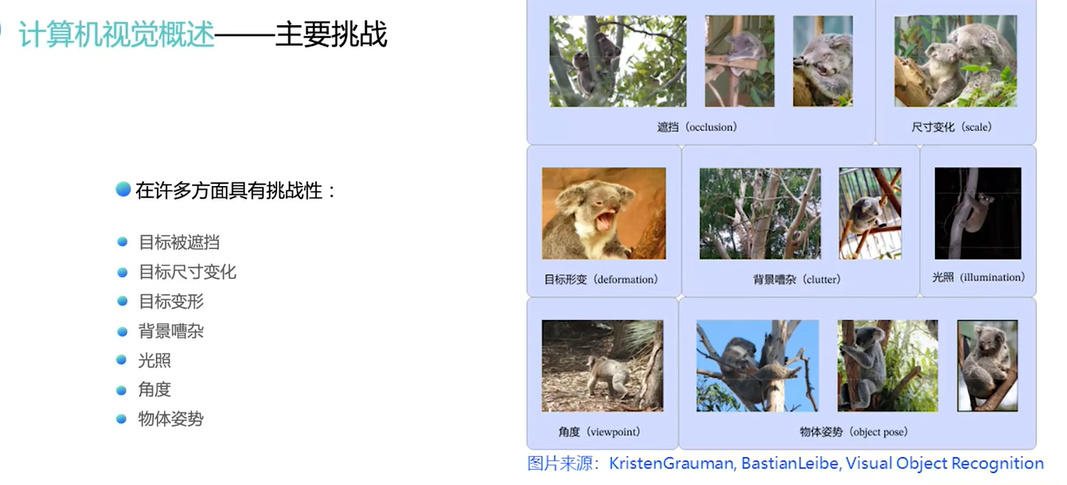 计算机视觉概述——主要挑战
在许多方面具有挑战性：
目标被遮挡
目标尺寸变化
目标变形
背景嘈杂
光照
角度
物体姿势
遮挡（occlusion）
尺寸变化（scale）
目标形变（deformation）
背景嘈杂（clutter）
光照（illumination）
角度（viewpoint）
物体姿势（object pose）
图片来源：KristenGrauman, BastianLeibe, Visual Object Recognition